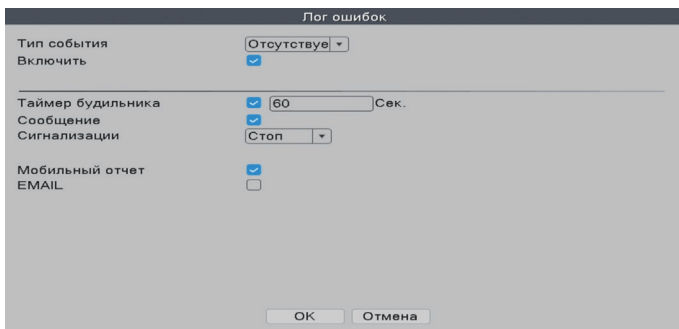 Лог ошибок
Тип события Отсутствуе
Включить
Таймер будильника 60 Сек.
Сообщение
Сигнализации Стоп
Мобильный отчет
EMAIL
OK Отмена